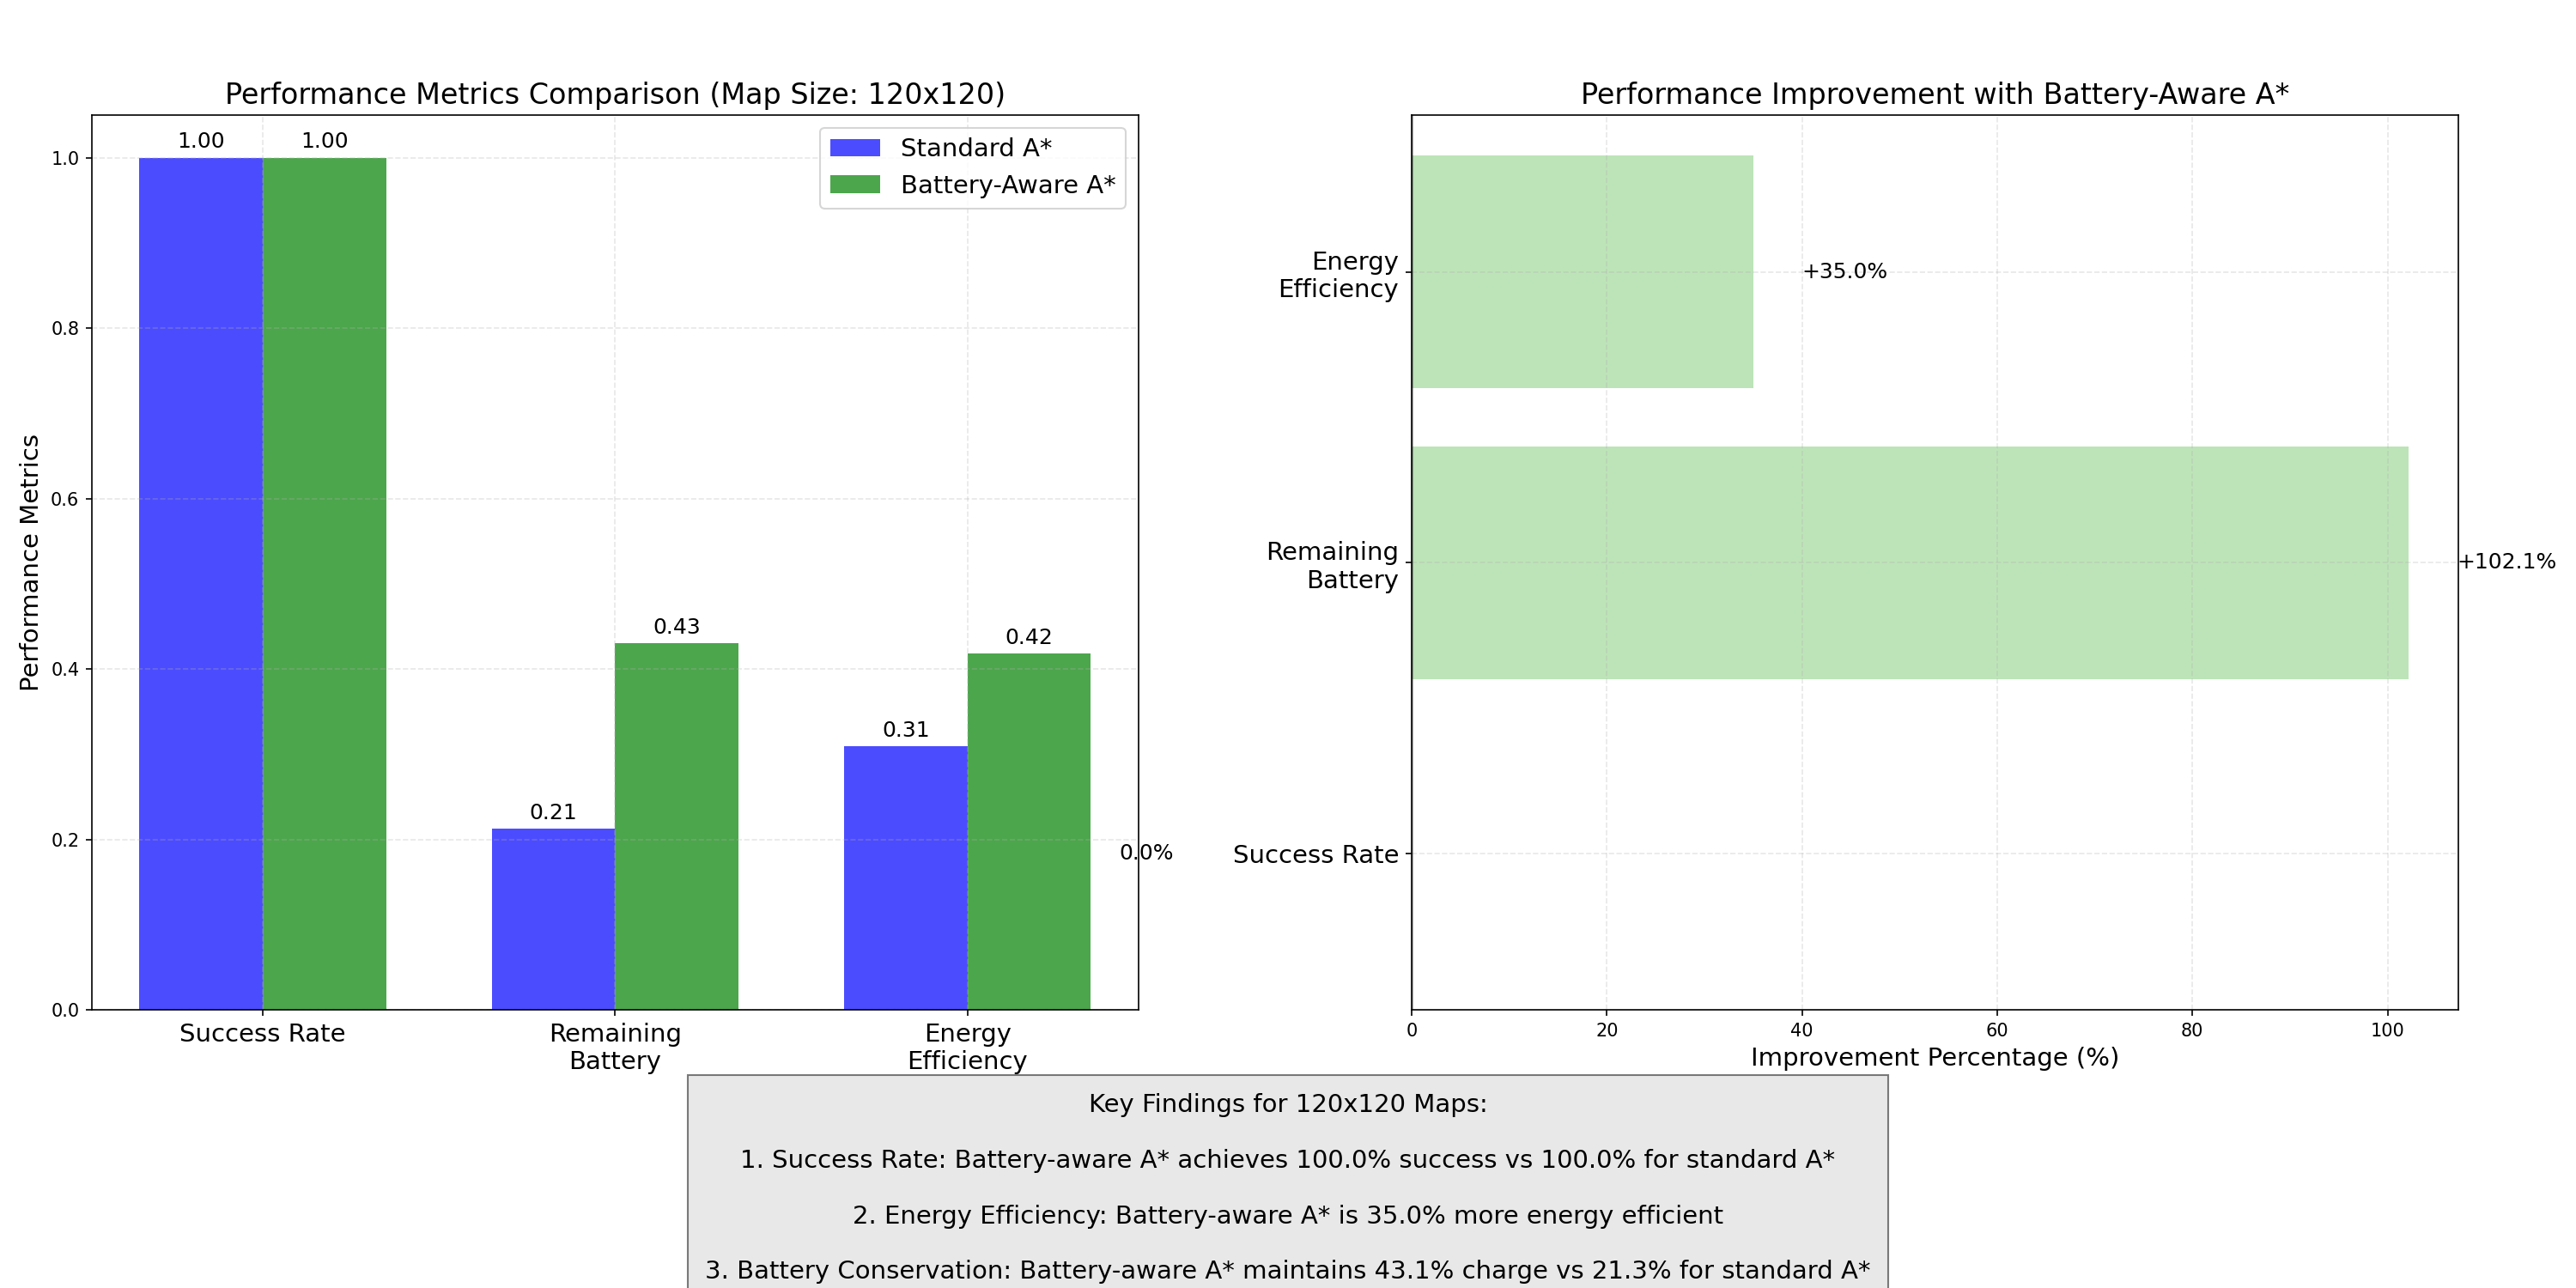 Performance Metrics Comparison (Map Size: 120x120)
Performance Metrics
1.0
0.8
0.6
0.4
0.2
0.0
1.00
1.00
0.21
0.43
0.31
0.42
Standard A*
Battery-Aware A*
Success Rate
Remaining
Battery
Energy
Efficiency
Performance Improvement with Battery-Aware A*
Energy
Efficiency
+35.0%
Remaining
Battery
+102.1%
Success Rate
0.0%
0
20
40
60
80
100
Improvement Percentage (%)
Key Findings for 120x120 Maps:
1. Success Rate: Battery-aware A* achieves 100.0% success vs 100.0% for standard A*
2. Energy Efficiency: Battery-aware A* is 35.0% more energy efficient
3. Battery Conservation: Battery-aware A* maintains 43.1% charge vs 21.3% for standard A*